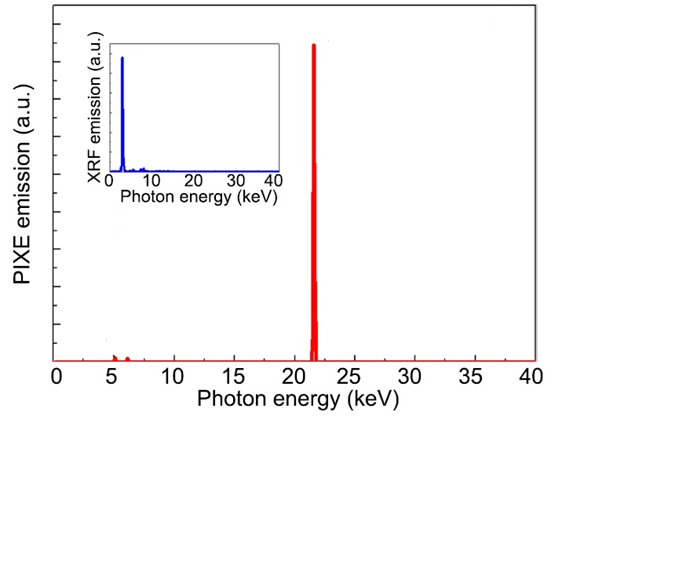 PIXE emission (a.u.)
XRF emission (a.u.)
0 10 20 30 40
Photon energy (keV)
0 5 10 15 20 25 30 35 40
Photon energy (keV)